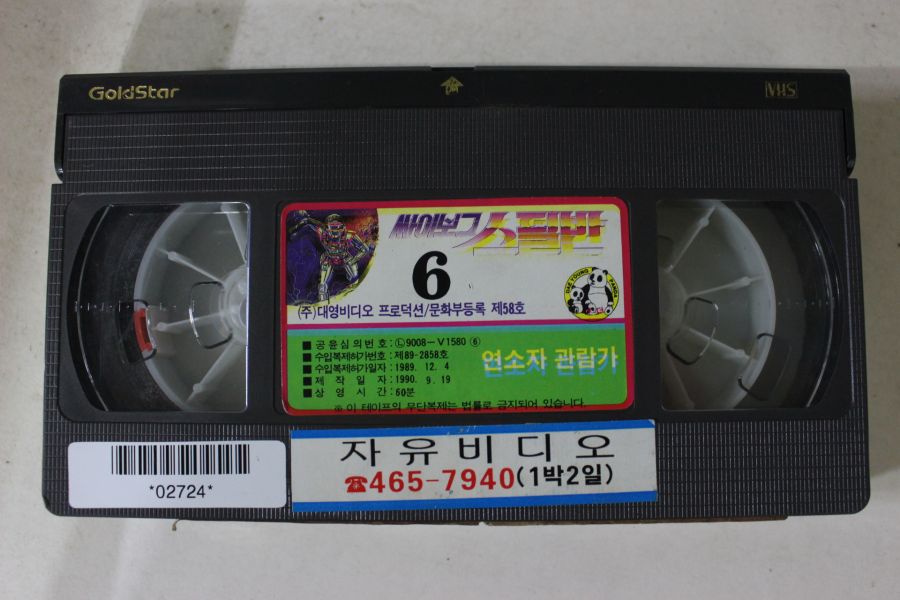 GoldStar
VHS
싸이보그 스필반
6
DAE YOUNG PANDA
(주)대영비디오 프로덕션/문화부등록 제58호
■ 공윤심의번호 : Ⓛ9008-V1580 ⑥
■ 수입복제허가번호 : 제89-2858호
■ 수입복제허가일자 : 1989. 12. 4
■ 제작일자 : 1990. 9. 19
■ 상영시간 : 60분
연소자 관람가
※ 이 테이프의 무단복제는 법률로 금지되어 있습니다.
자유비디오
☎465-7940(1박2일)
*02724*